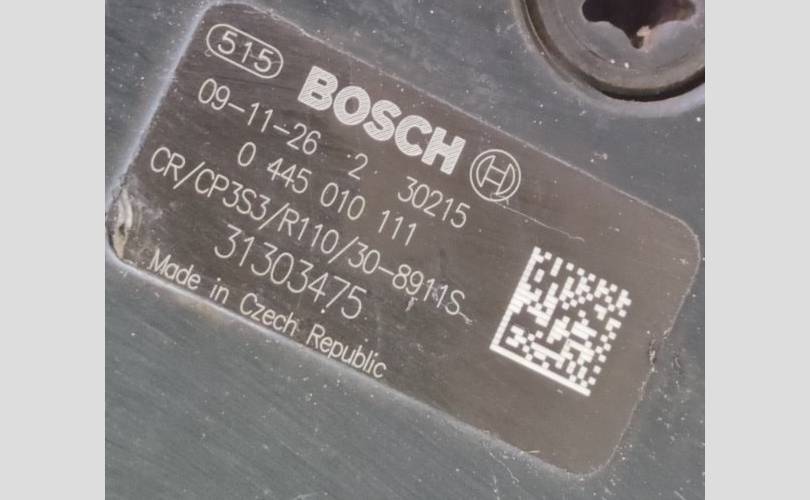 515
BOSCH
09-11-26 2 30215
0 445 010 111
CR/CP3S3/R110/30-8911S
31303475
Made in Czech Republic